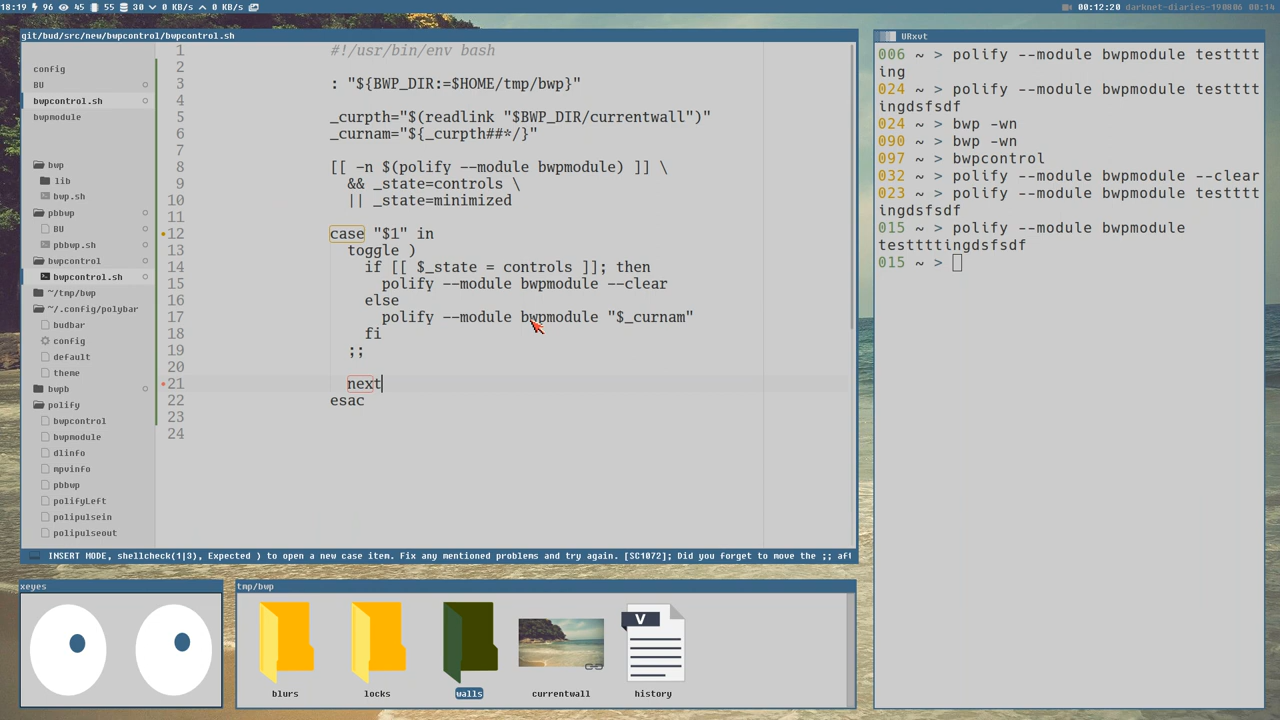 18:19 96 45 55 30 0 KB/s 0 KB/s
00:12:20 darknet-diaries-190806 00:14
git/bud/src/new/bwpcontrol/bwpcontrol.sh
config
BU
bwpcontrol.sh
bwpmodule
bwp
lib
bwp.sh
pbbwp
BU
pbbwp.sh
bwpcontrol
bwpcontrol.sh
~/tmp/bwp
~/.config/polybar
budbar
config
default
theme
bwpb
polify
bwpcontrol
bwpmodule
dlinfo
mpvinfo
pbbwp
polifyLeft
polipulsein
polipulseout
1 #!/usr/bin/env bash
2
3 : "${BWP_DIR:=$HOME/tmp/bwp}"
4
5 _curpth="$(readlink "$BWP_DIR/currentwall")"
6 _curnam="${_curpth##*/}"
7
8 [[ -n $(polify --module bwpmodule) ]] \
9 && _state=controls \
10 || _state=minimized
11
12 case "$1" in
13 toggle )
14 if [[ $_state = controls ]]; then
15 polify --module bwpmodule --clear
16 else
17 polify --module bwpmodule "$_curnam"
18 fi
19 ;;
20
21 next
22 esac
23
24
INSERT MODE, shellcheck(1|3), Expected ) to open a new case item. Fix any mentioned problems and try again. [SC1072]; Did you forget to move the ;; aft
URxvt
006 ~ > polify --module bwpmodule testttt
ing
024 ~ > polify --module bwpmodule testttt
ingdsfsdf
024 ~ > bwp -wn
090 ~ > bwp -wn
097 ~ > bwpcontrol
032 ~ > polify --module bwpmodule --clear
023 ~ > polify --module bwpmodule testttt
ingdsfsdf
015 ~ > polify --module bwpmodule
testtttingdsfsdf
015 ~ >
xeyes
tmp/bwp
V
blurs
locks
walls
currentwall
history